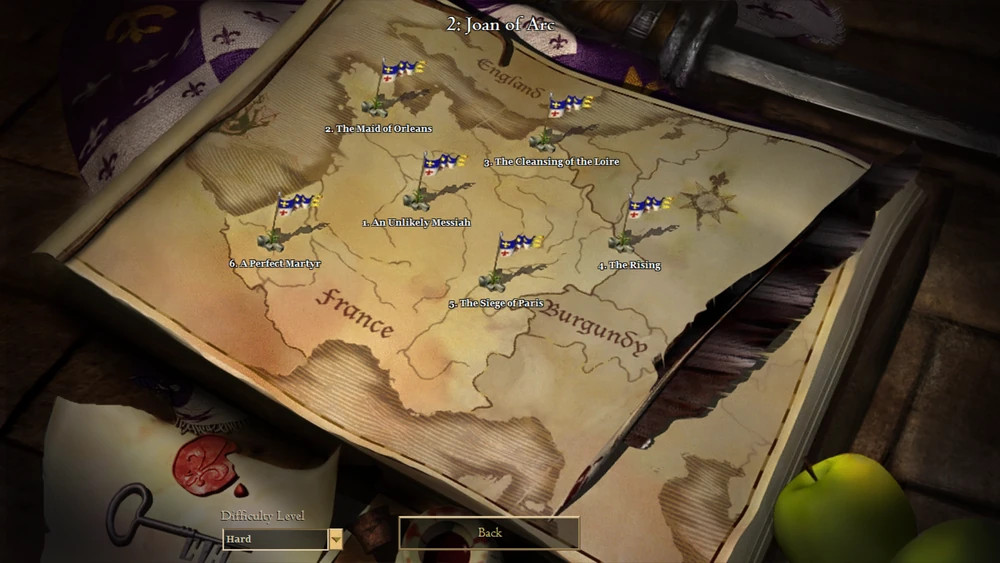 2: Joan of Arc
England
2. The Maid of Orleans
3. The Cleansing of the Loire
1. An Unlikely Messiah
6. A Perfect Martyr
4. The Rising
5. The Siege of Paris
France
Burgundy
Difficulty Level
Hard
Back